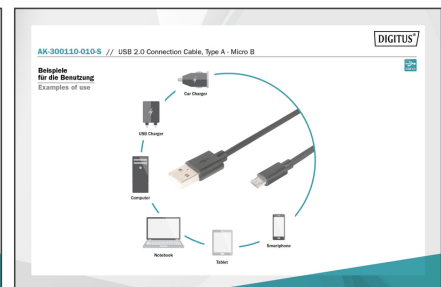 DIGITUS®
AK-300110-010-S // USB 2.0 Connection Cable, Type A - Micro B
Beispiele
für die Benutzung
Examples of use
Car Charger
USB Charger
Computer
Notebook
Tablet
Smartphone